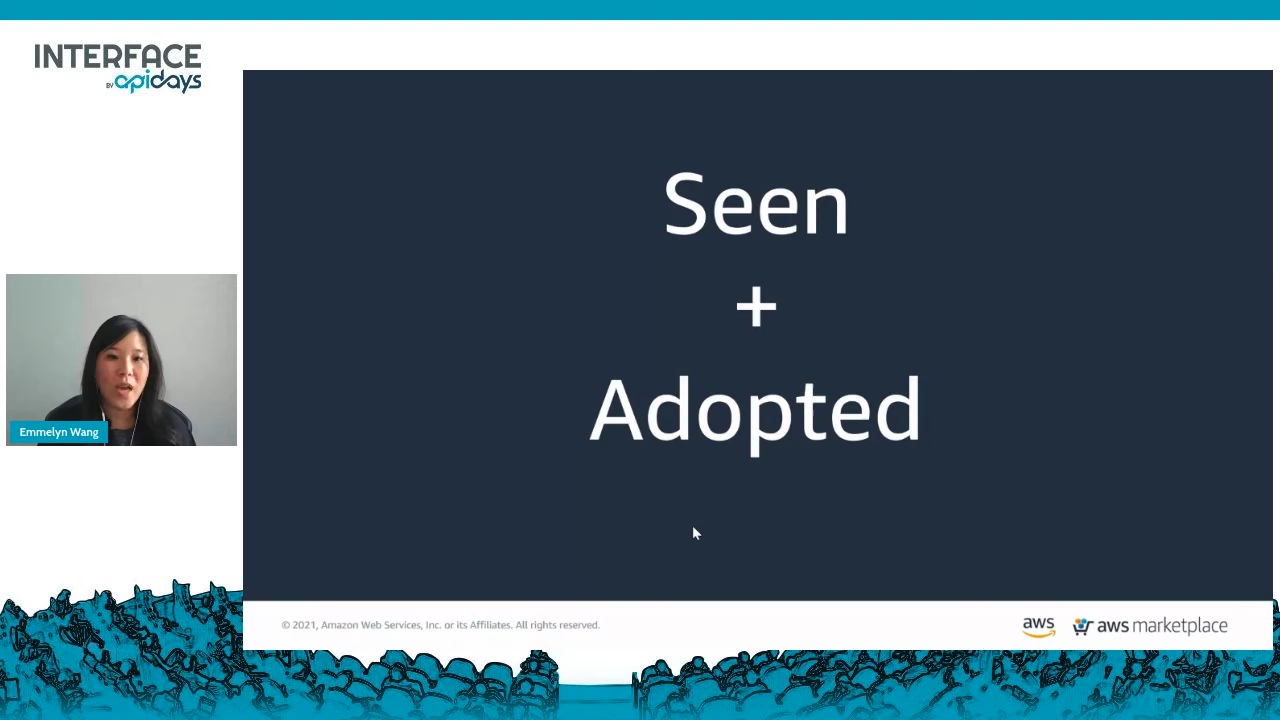 INTERFACE
BY apidays
Seen
+
Adopted
Emmelyn Wang
© 2021, Amazon Web Services, Inc. or its Affiliates. All rights reserved.
aws
aws marketplace